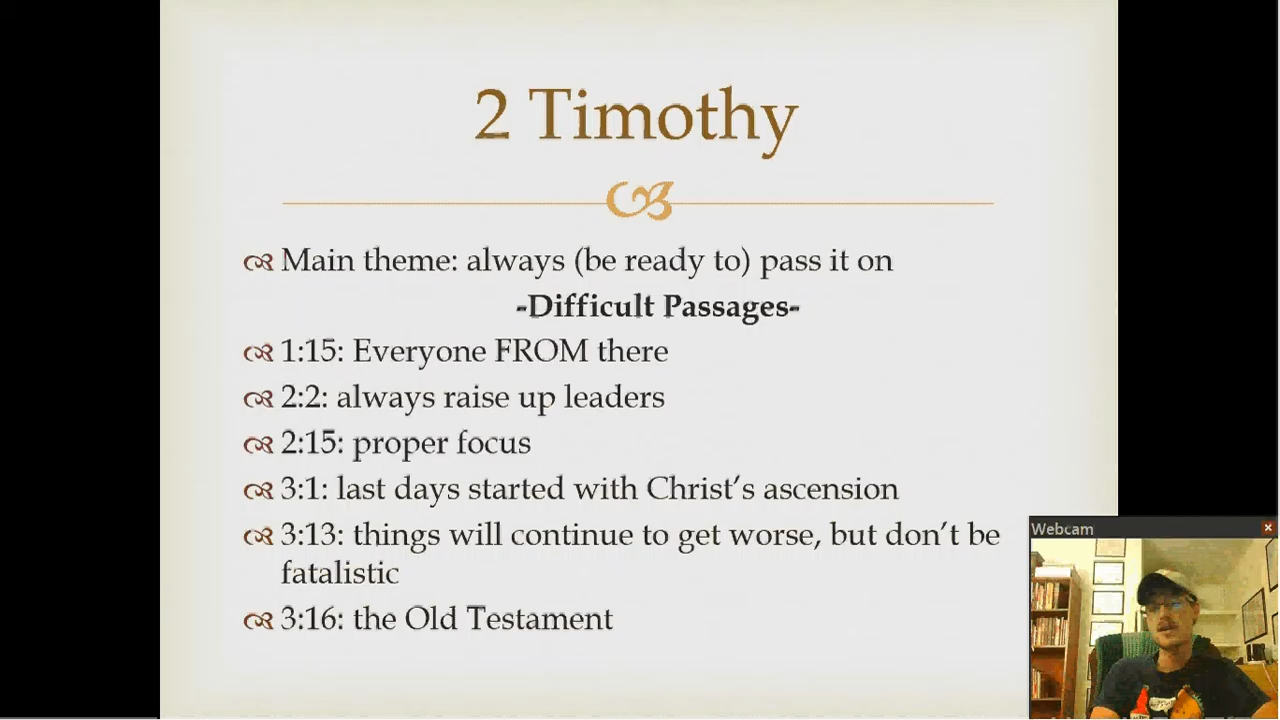 2 Timothy
Main theme: always (be ready to) pass it on
-Difficult Passages-
1:15: Everyone FROM there
2:2: always raise up leaders
2:15: proper focus
3:1: last days started with Christ’s ascension
3:13: things will continue to get worse, but don’t be
fatalistic
3:16: the Old Testament
Webcam